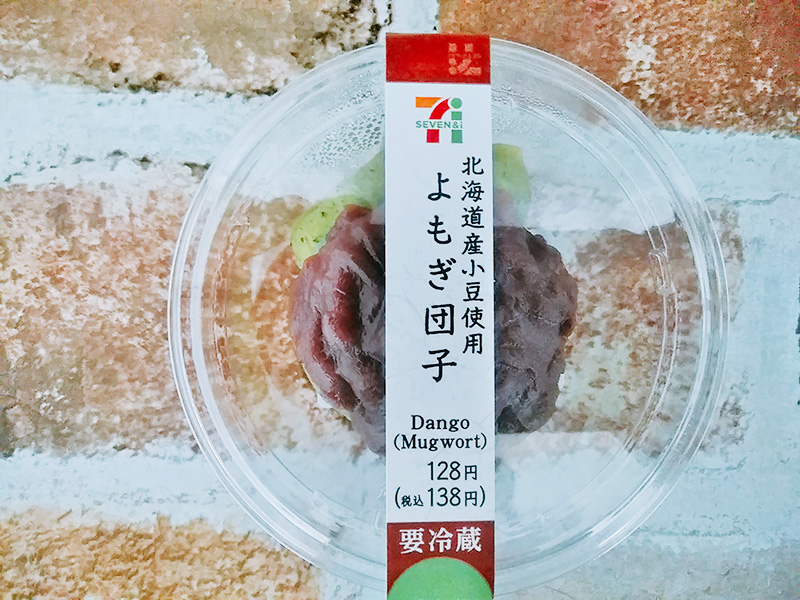 SEVEN&i
北海道産小豆使用
よもぎ団子
Dango
(Mugwort)
128円
(税込138円)
要冷蔵